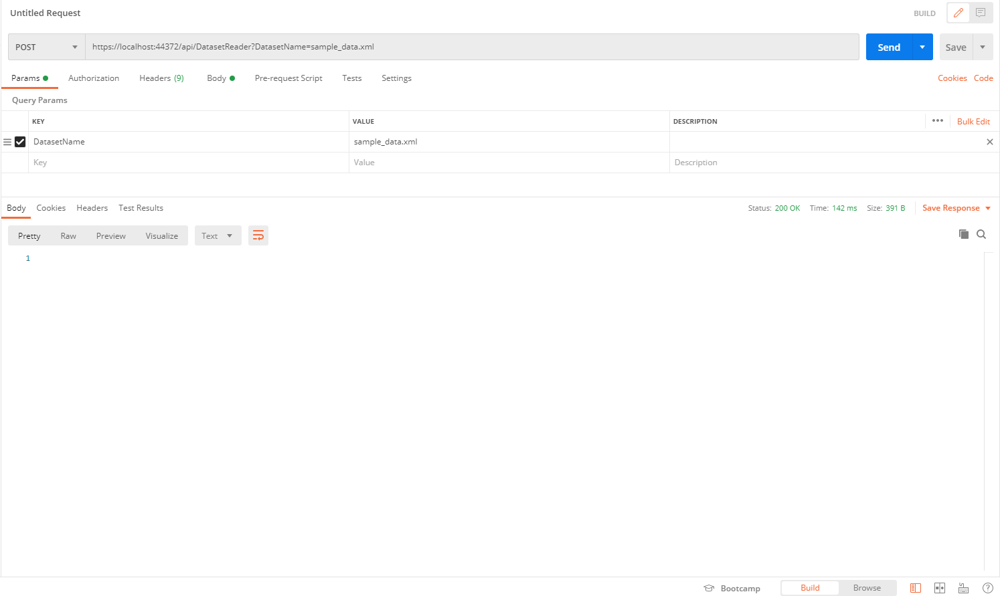 Untitled Request BUILD
POST https://localhost:44372/api/DatasetReader?DatasetName=sample_data.xml Send Save
Params Authorization Headers (9) Body Pre-request Script Tests Settings Cookies Code
Query Params
KEY VALUE DESCRIPTION ••• Bulk Edit
DatasetName sample_data.xml
Key Value Description
Body Cookies Headers Test Results Status: 200 OK Time: 142 ms Size: 391 B Save Response
Pretty Raw Preview Visualize Text
1
Bootcamp Build Browse